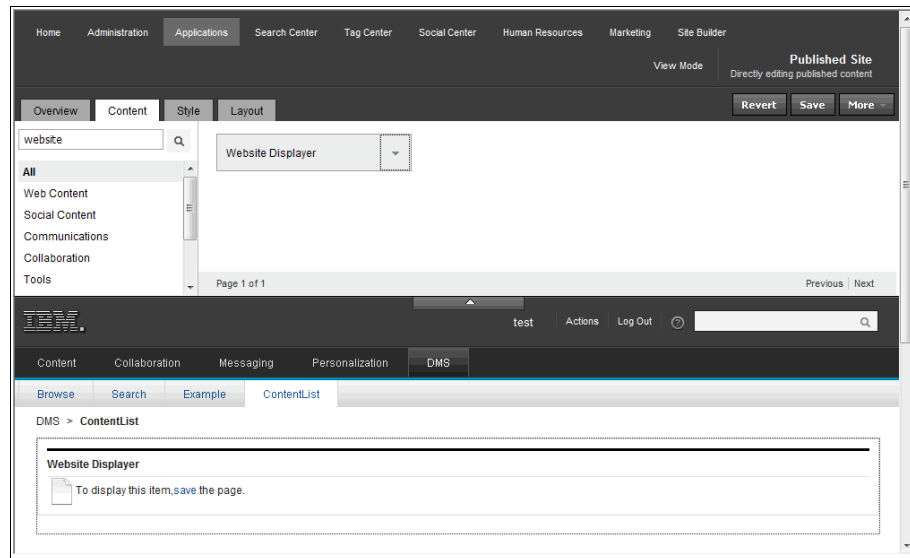 Home Administration Applications Search Center Tag Center Social Center Human Resources Marketing Site Builder
View Mode
Published Site
Directly editing published content
Overview Content Style Layout
Revert Save More
website
All
Web Content
Social Content
Communications
Collaboration
Tools
Website Displayer
Page 1 of 1
Previous Next
IBM.
test Actions Log Out ?
Content Collaboration Messaging Personalization DMS
Browse Search Example ContentList
DMS > ContentList
Website Displayer
To display this item,save the page.